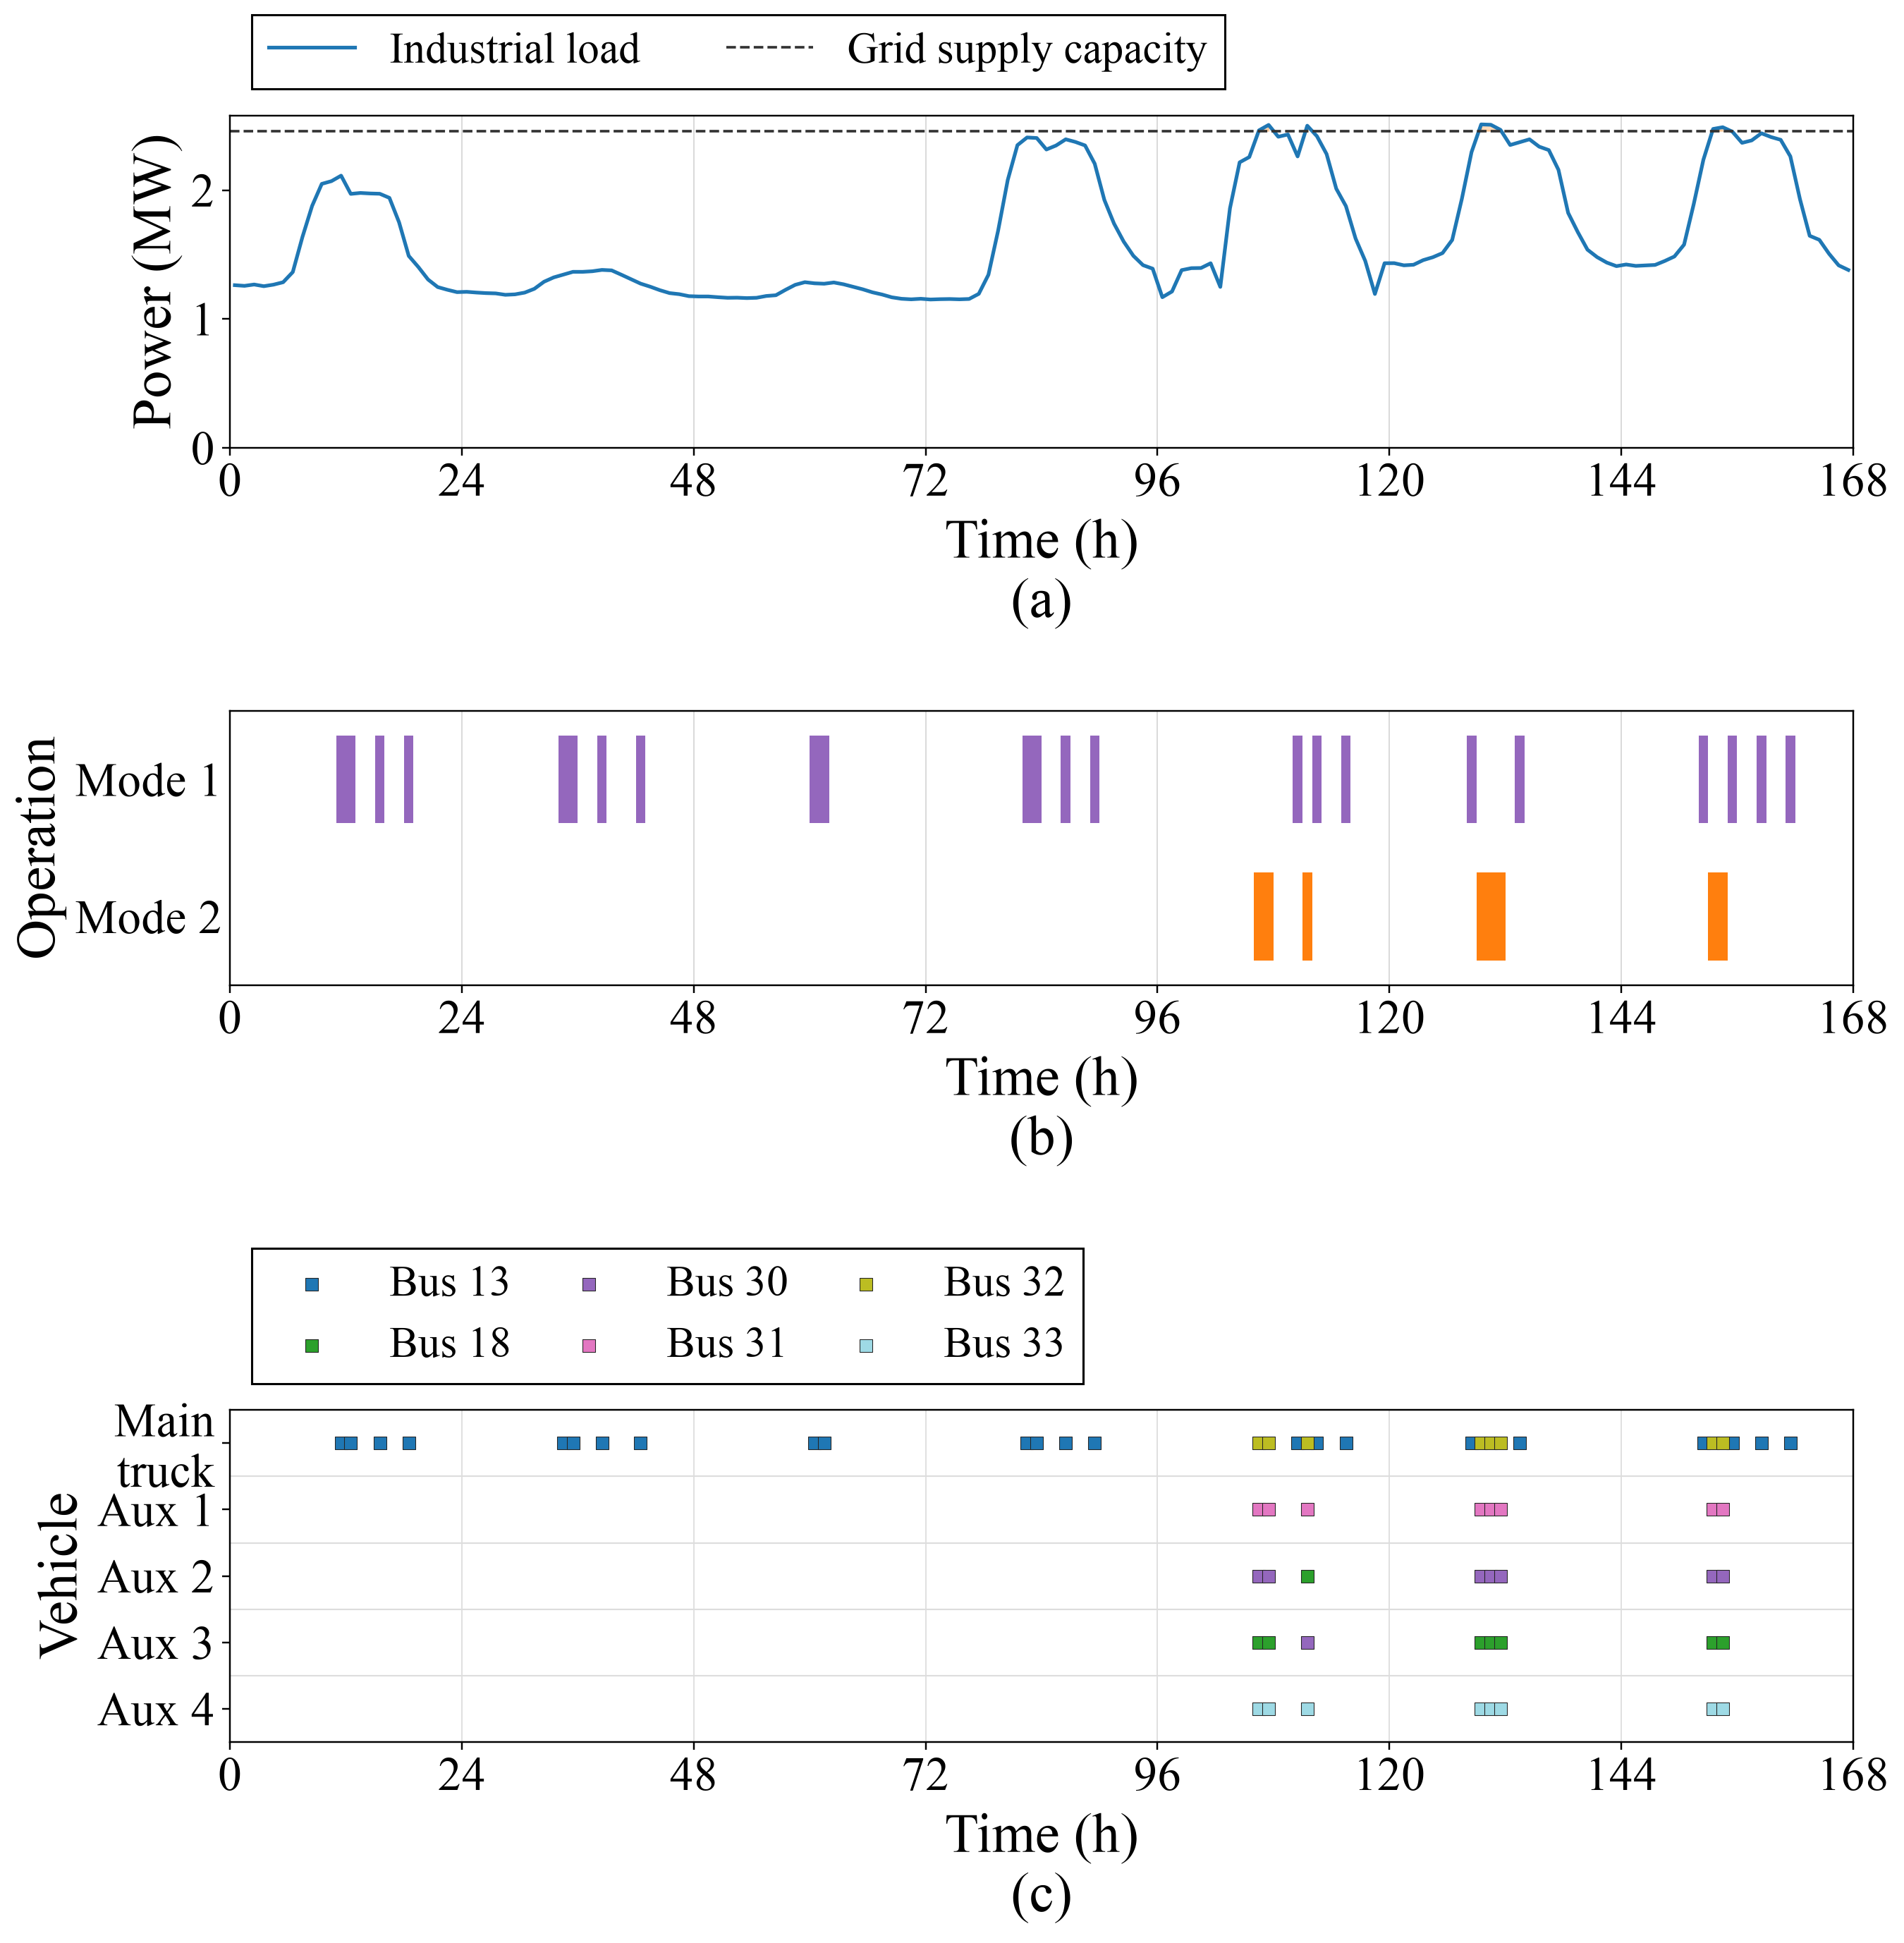 Industrial load Grid supply capacity
Power (MW)
2
1
0
0 24 48 72 96 120 144 168
Time (h)
(a)
Operation
Mode 1
Mode 2
0 24 48 72 96 120 144 168
Time (h)
(b)
Bus 13 Bus 30 Bus 32
Bus 18 Bus 31 Bus 33
Vehicle
Main
truck
Aux 1
Aux 2
Aux 3
Aux 4
0 24 48 72 96 120 144 168
Time (h)
(c)